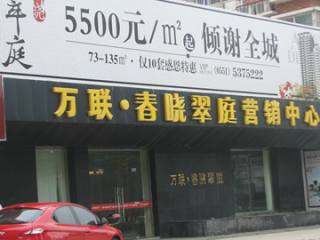 年庭
5500元/㎡起 倾谢全城
73~135㎡·仅10套感恩特惠 VIP (0551) 5375222
万联·春晓翠庭营销中心
万联·春晓翠庭